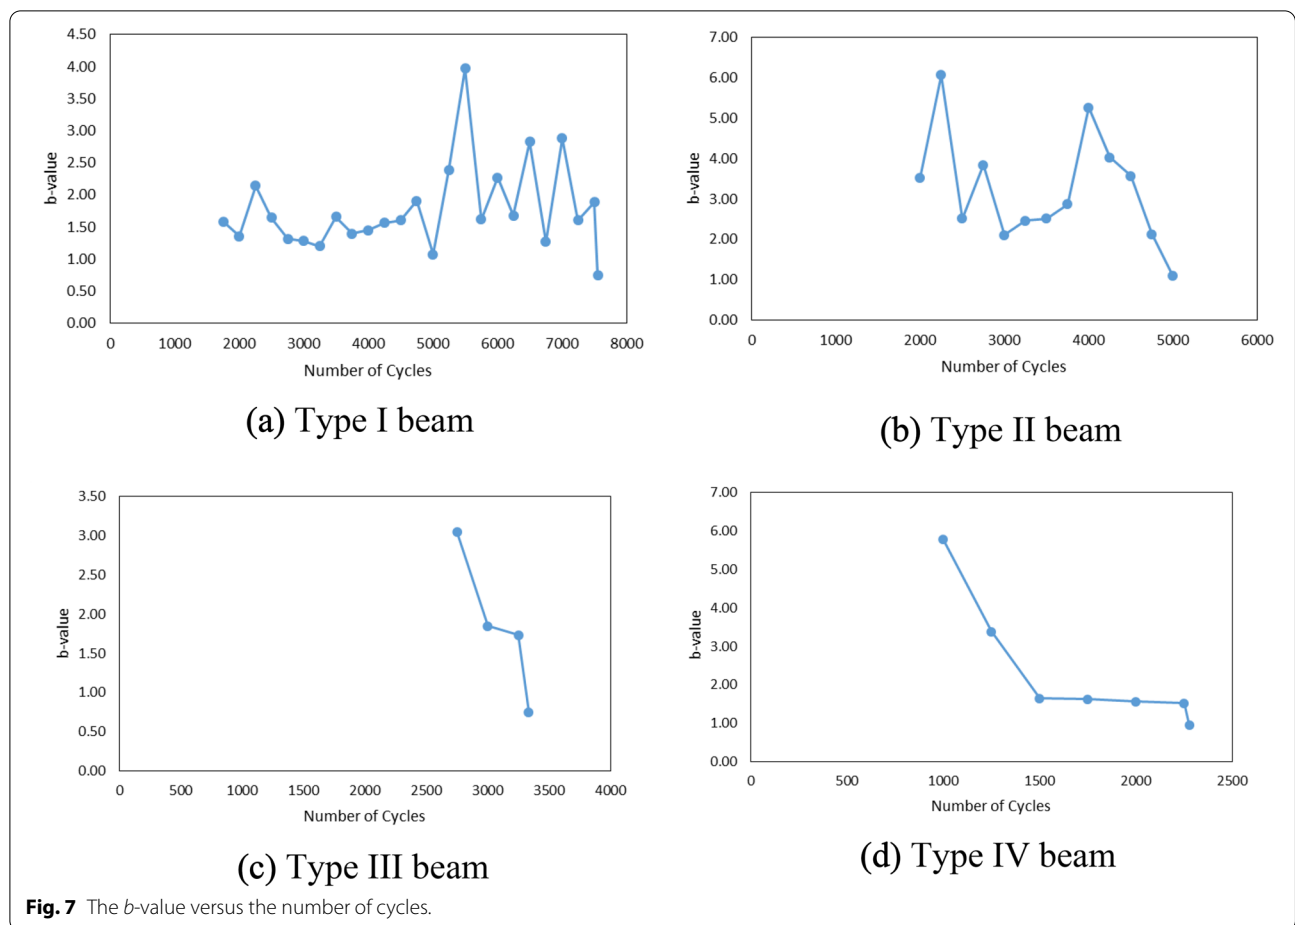 4.50
4.00
3.50
3.00
2.50
2.00
1.50
1.00
0.50
0.00
b-value
0 1000 2000 3000 4000 5000 6000 7000 8000
Number of Cycles
(a) Type I beam
7.00
6.00
5.00
4.00
3.00
2.00
1.00
0.00
b-value
0 1000 2000 3000 4000 5000 6000
Number of Cycles
(b) Type II beam
3.50
3.00
2.50
2.00
1.50
1.00
0.50
0.00
b-value
0 500 1000 1500 2000 2500 3000 3500 4000
Number of Cycles
(c) Type III beam
7.00
6.00
5.00
4.00
3.00
2.00
1.00
0.00
b-value
0 500 1000 1500 2000 2500
Number of Cycles
(d) Type IV beam
Fig. 7 The b-value versus the number of cycles.